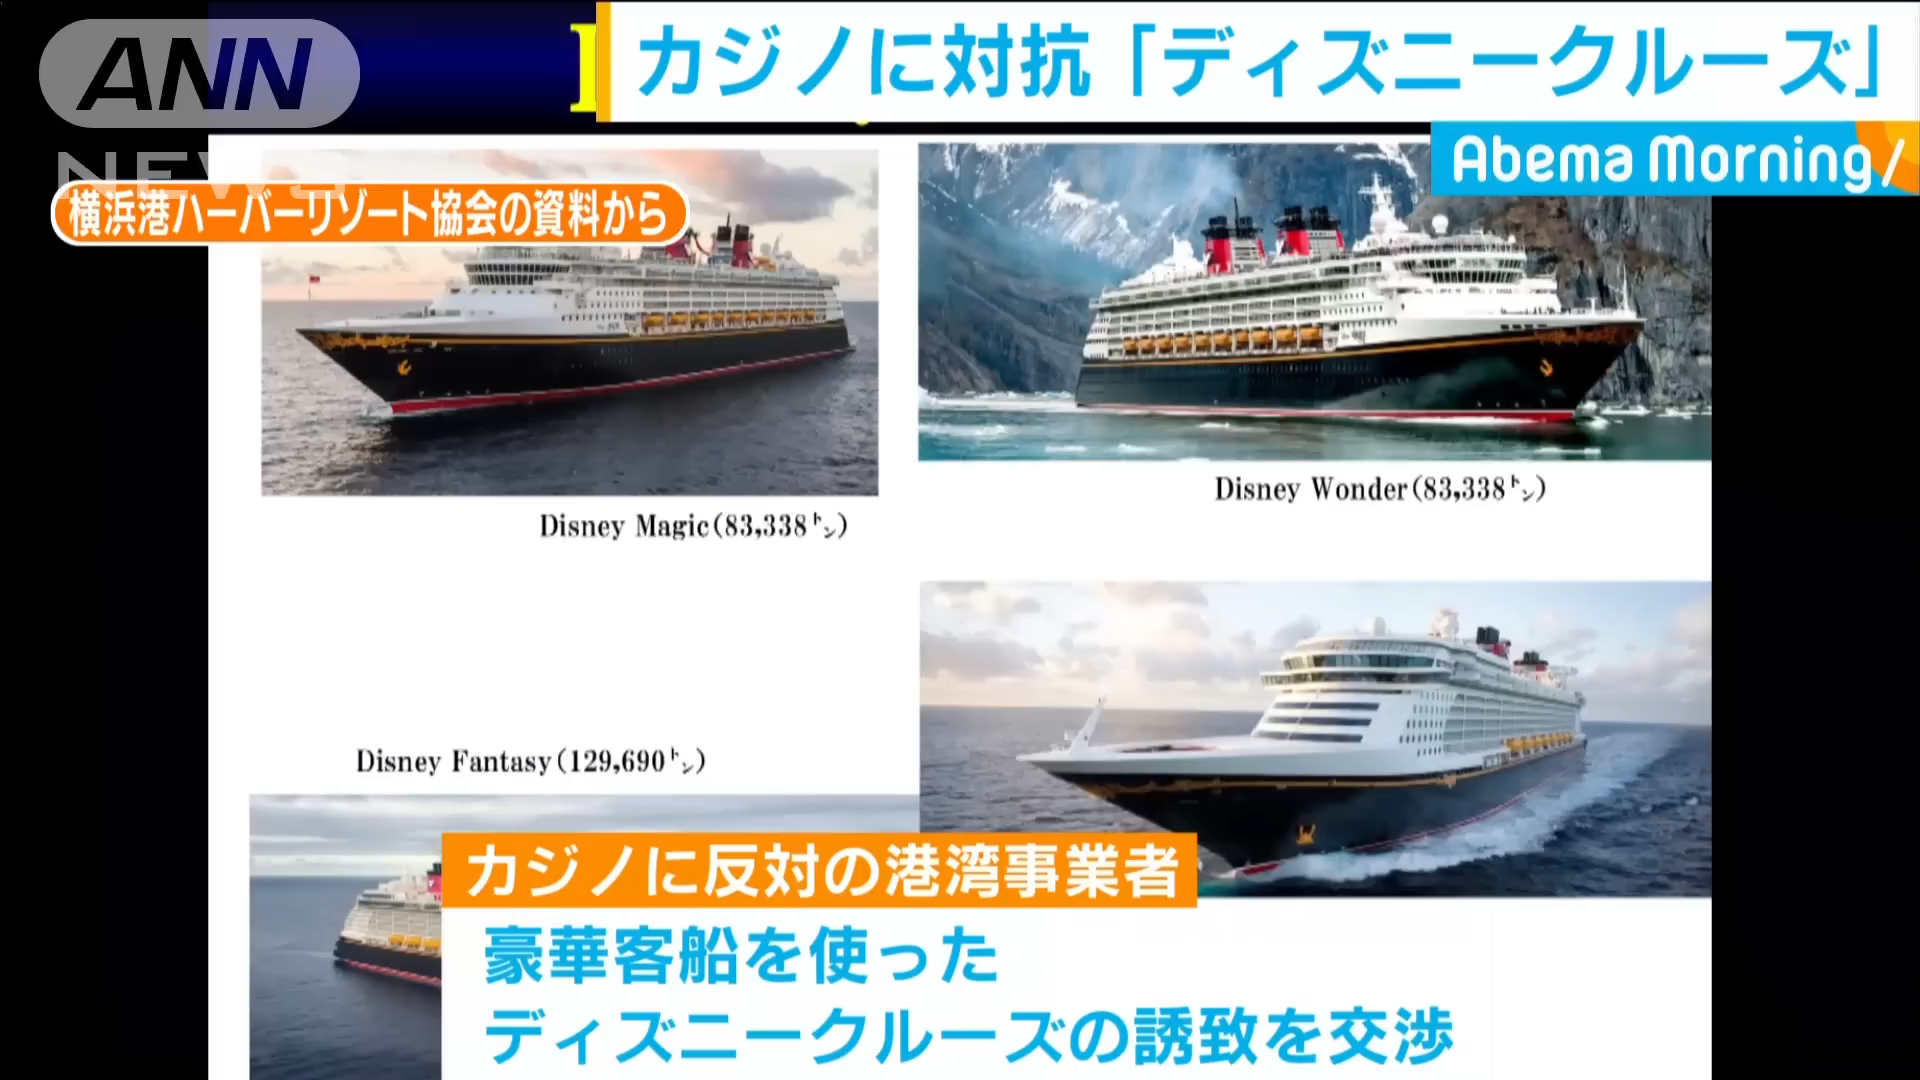 ANN
NEWS
カジノに対抗「ディズニークルーズ」
Abema Morning/
横浜港ハーバーリゾート協会の資料から
Disney Magic(83,338㌧)
Disney Wonder(83,338㌧)
Disney Fantasy(129,690㌧)
カジノに反対の港湾事業者
豪華客船を使った
ディズニークルーズの誘致を交渉